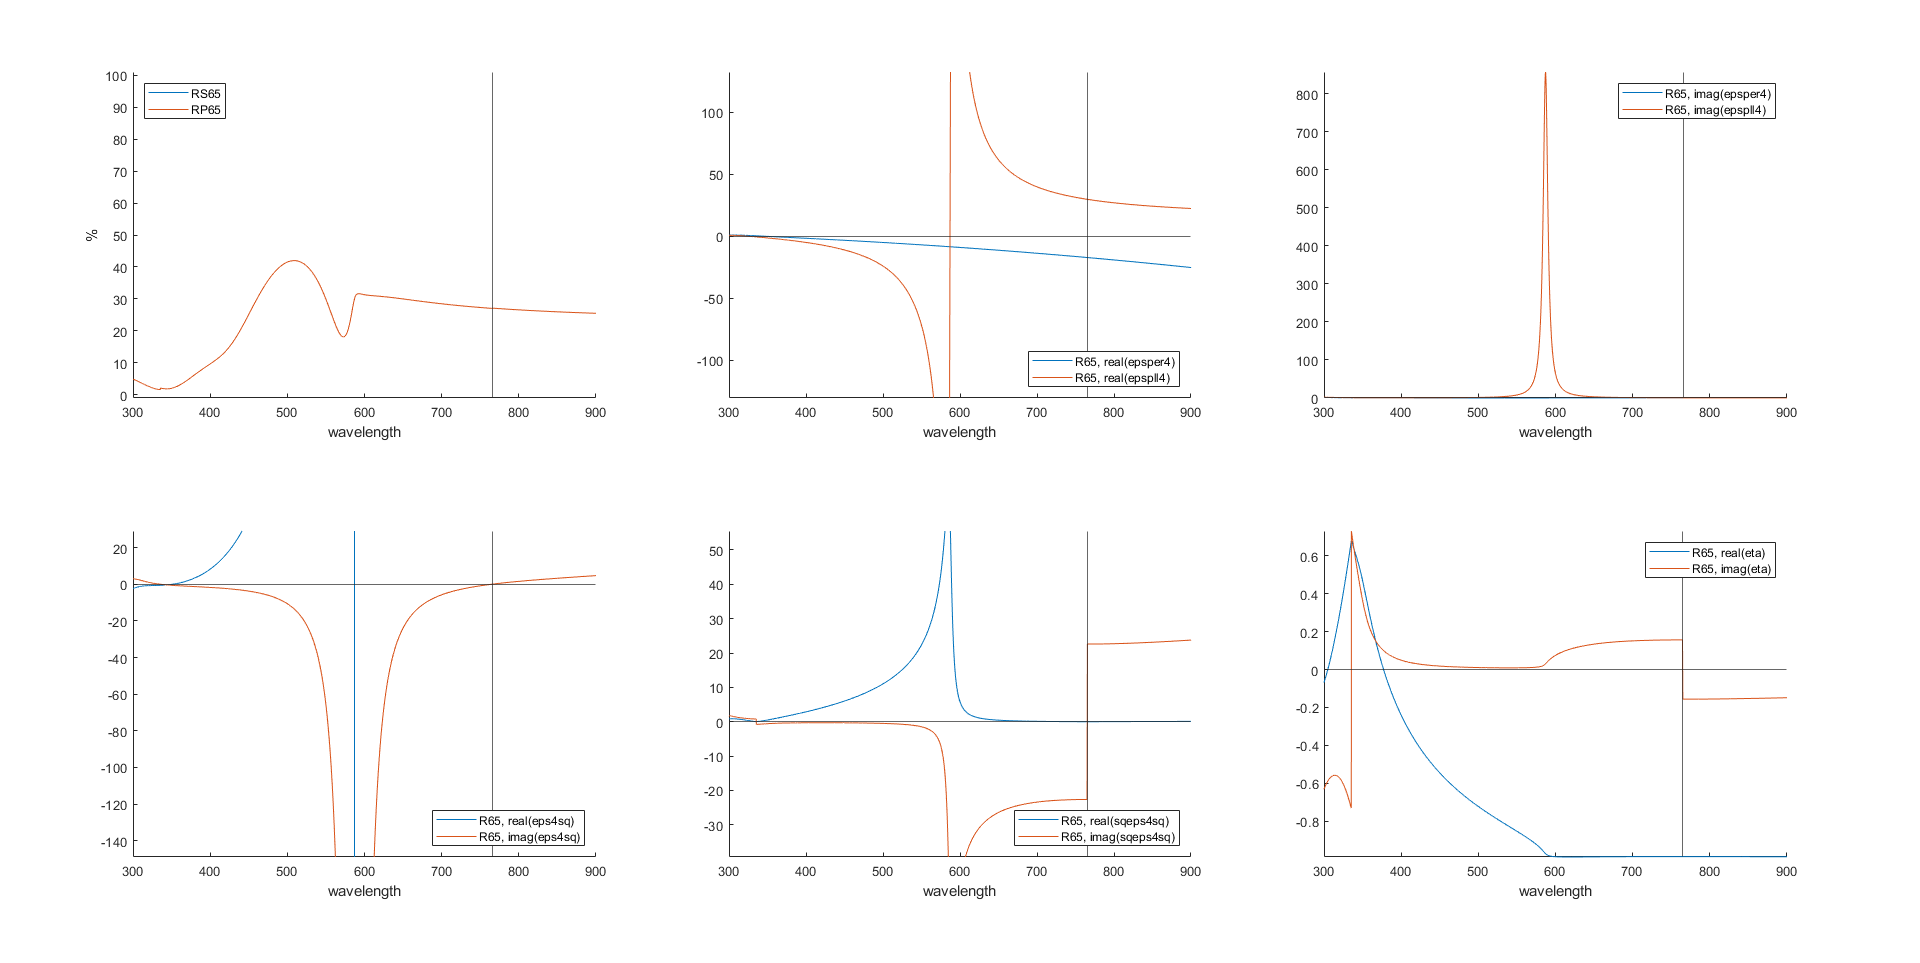 100
90
80
70
60
50
40
30
20
10
0
%
RS65
RP65
300 400 500 600 700 800 900
wavelength
100
50
0
-50
-100
R65, real(epsper4)
R65, real(epspll4)
300 400 500 600 700 800 900
wavelength
800
700
600
500
400
300
200
100
0
R65, imag(epsper4)
R65, imag(epspll4)
300 400 500 600 700 800 900
wavelength
20
0
-20
-40
-60
-80
-100
-120
-140
R65, real(eps4sq)
R65, imag(eps4sq)
300 400 500 600 700 800 900
wavelength
50
40
30
20
10
0
-10
-20
-30
R65, real(sqeps4sq)
R65, imag(sqeps4sq)
300 400 500 600 700 800 900
wavelength
0.6
0.4
0.2
0
-0.2
-0.4
-0.6
-0.8
R65, real(eta)
R65, imag(eta)
300 400 500 600 700 800 900
wavelength